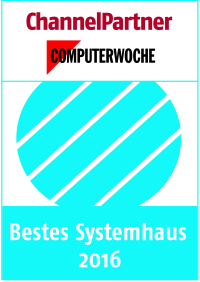 ChannelPartner
COMPUTERWOCHE
Bestes Systemhaus
2016